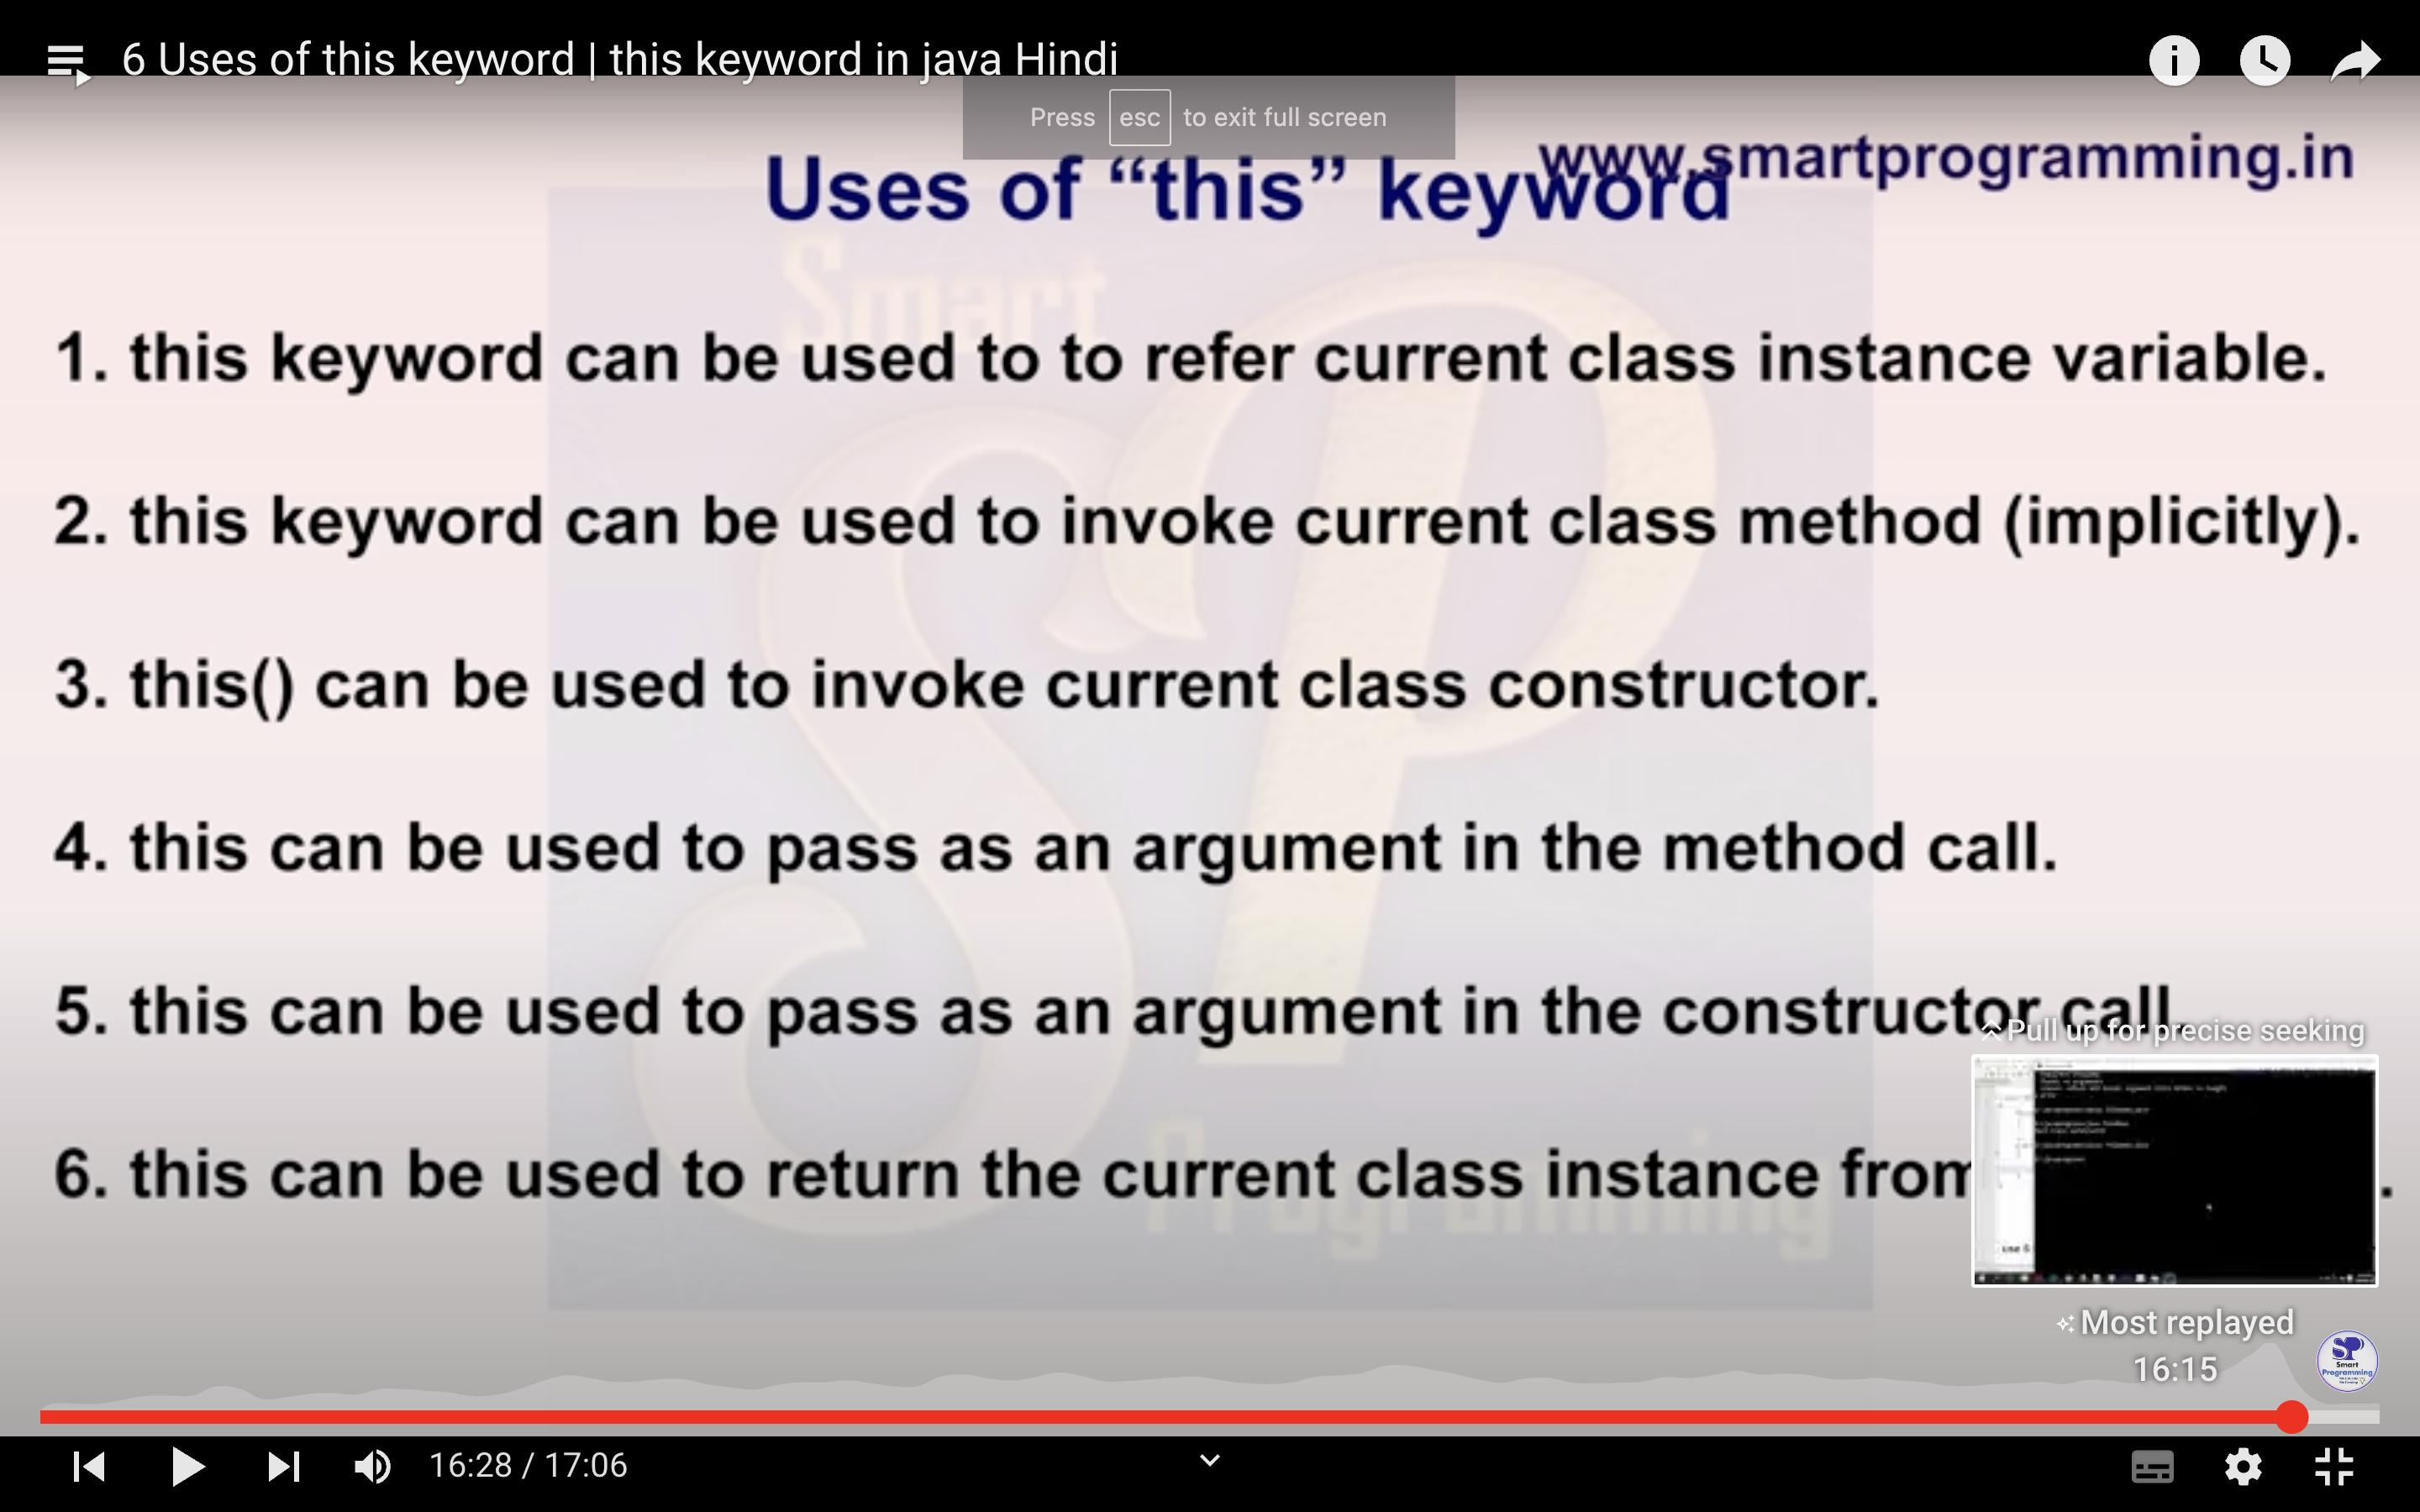 6 Uses of this keyword | this keyword in java Hindi
Press esc to exit full screen
www.smartprogramming.in
Uses of “this” keyword
Smart
1. this keyword can be used to to refer current class instance variable.
2. this keyword can be used to invoke current class method (implicitly).
3. this() can be used to invoke current class constructor.
4. this can be used to pass as an argument in the method call.
5. this can be used to pass as an argument in the constructor call
Pull up for precise seeking
6. this can be used to return the current class instance from
Programming
Most replayed
16:15
SP
Smart
Programming
16:28 / 17:06